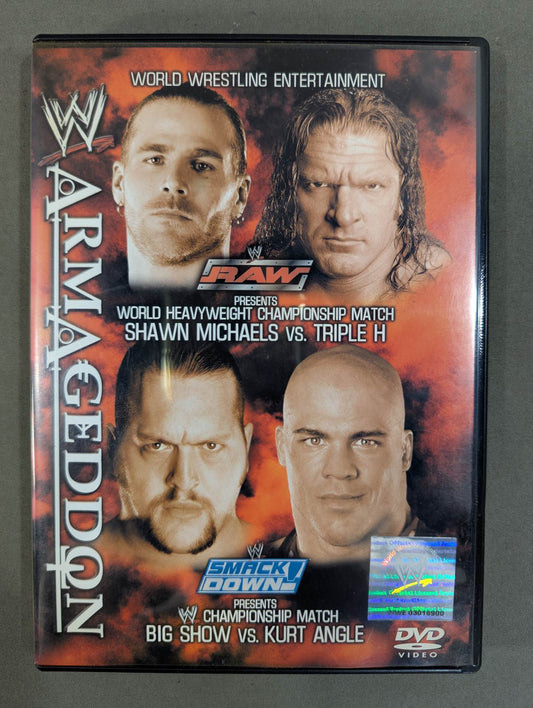 WORLD WRESTLING ENTERTAINMENT
W
ARMAGEDDON
W
RAW
PRESENTS
WORLD HEAVYWEIGHT CHAMPIONSHIP MATCH
SHAWN MICHAELS VS. TRIPLE H
W
SMACK
DOWN!
PRESENTS
W CHAMPIONSHIP MATCH
BIG SHOW VS. KURT ANGLE
03016900
DVD
VIDEO